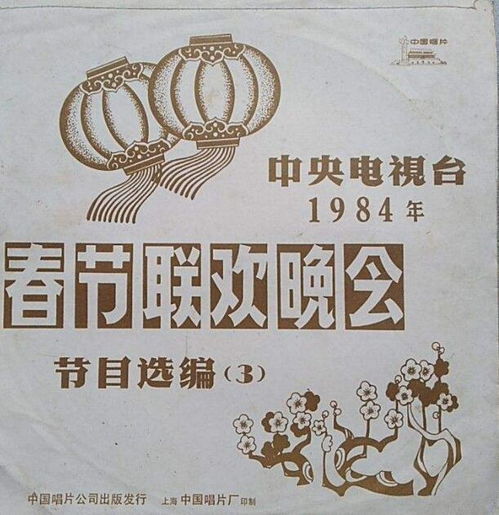 中国唱片
中央电視台
1984年
春节联欢晚会
节目选编(3)
中国唱片公司出版发行 上海 中国唱片厂 印制